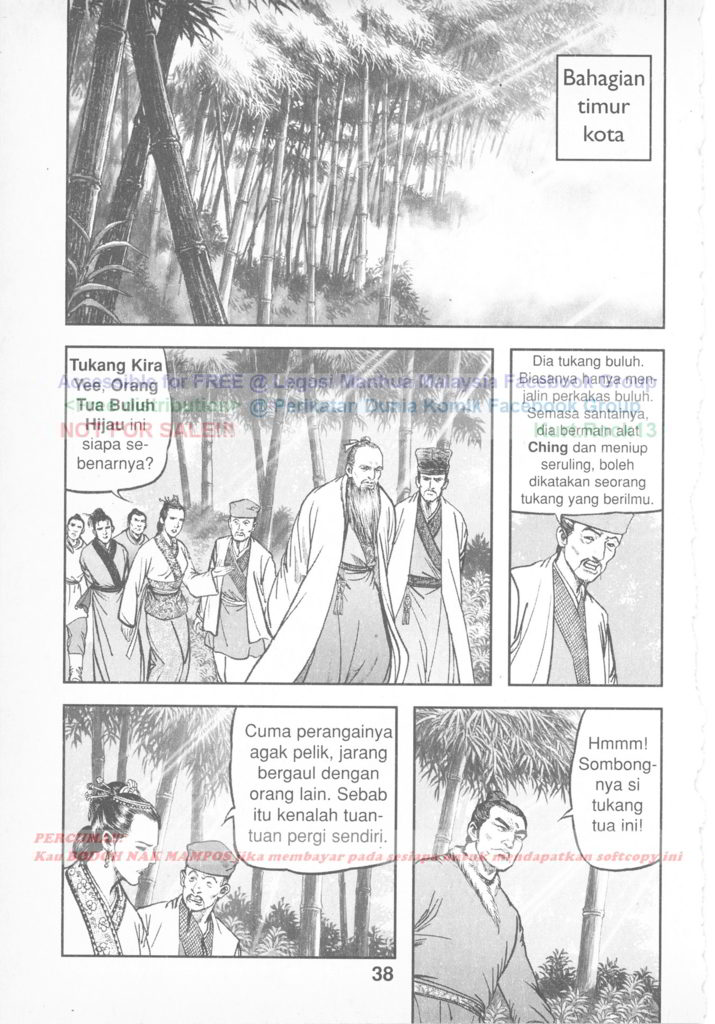 Bahagian
timur
kota
Tukang Kira
Yee, Orang
Tua Buluh
Hijau ini
siapa se-
benarnya?
Dia tukang buluh.
Biasanya hanya men-
jalin perkakas buluh.
Semasa santainya,
dia bermain alat
Ching dan meniup
seruling, boleh
dikatakan seorang
tukang yang berilmu.
Accessible for FREE @ Legasi Manhua Malaysia Facebook Group
<Free Distribution> @ Perikatan Dunia Komik Facebook Group
NOT FOR SALE!!!
Cuma perangainya
agak pelik, jarang
bergaul dengan
orang lain. Sebab
itu kenalah tuan-
tuan pergi sendiri.
Hmmm!
Sombong-
nya si
tukang
tua ini!
PERCUMA!!
Kau BODOH NAK MAMPOS jika membayar pada sesiapa untuk mendapatkan softcopy ini
38